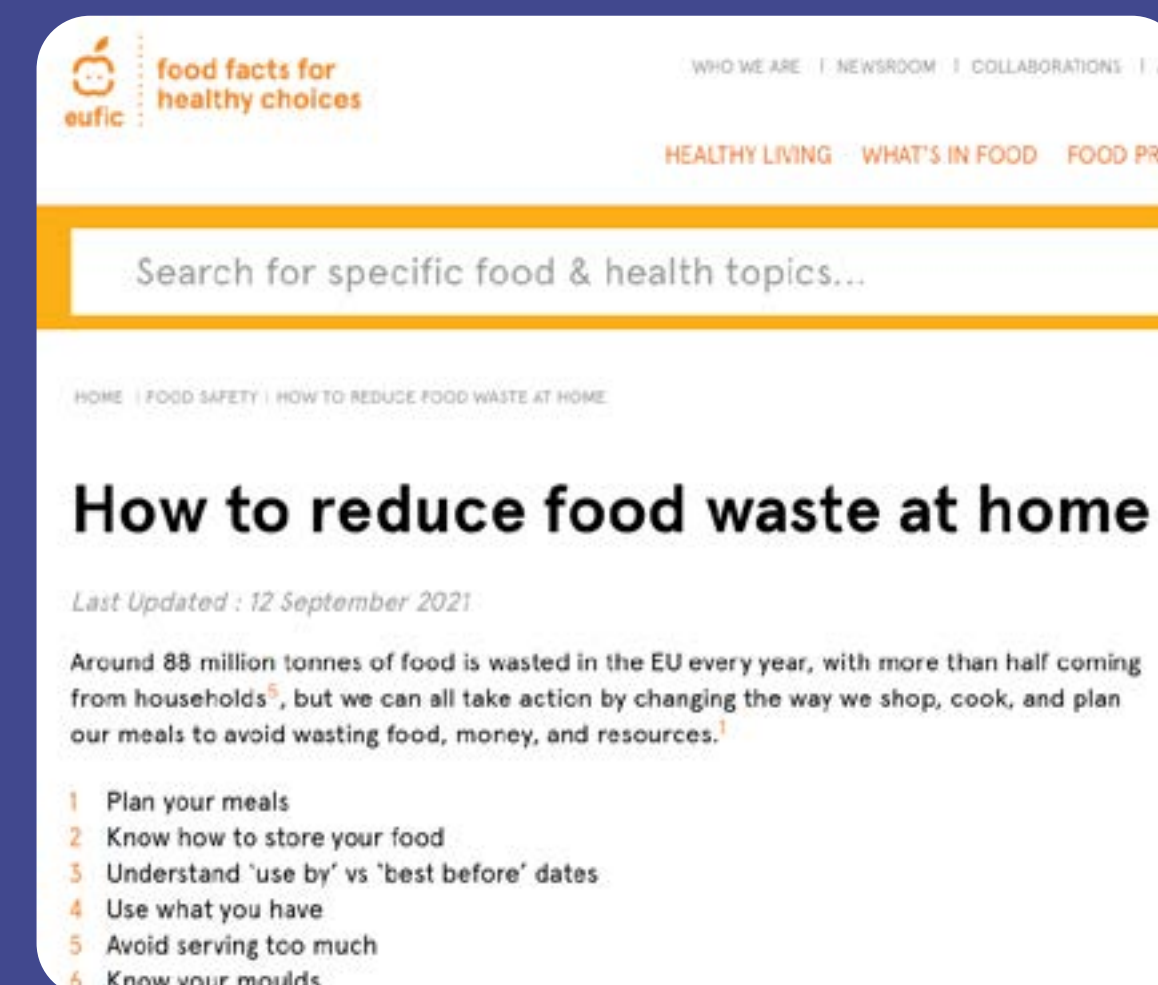 food facts for
healthy choices
eufic
WHO WE ARE | NEWSROOM | COLLABORATIONS |
HEALTHY LIVING WHAT'S IN FOOD FOOD PR
Search for specific food & health topics...
HOME | FOOD SAFETY | HOW TO REDUCE FOOD WASTE AT HOME
How to reduce food waste at home
Last Updated : 12 September 2021
Around 88 million tonnes of food is wasted in the EU every year, with more than half coming
from households⁵, but we can all take action by changing the way we shop, cook, and plan
our meals to avoid wasting food, money, and resources.¹
1 Plan your meals
2 Know how to store your food
3 Understand ‘use by’ vs ‘best before’ dates
4 Use what you have
5 Avoid serving too much
6 Know your moulds